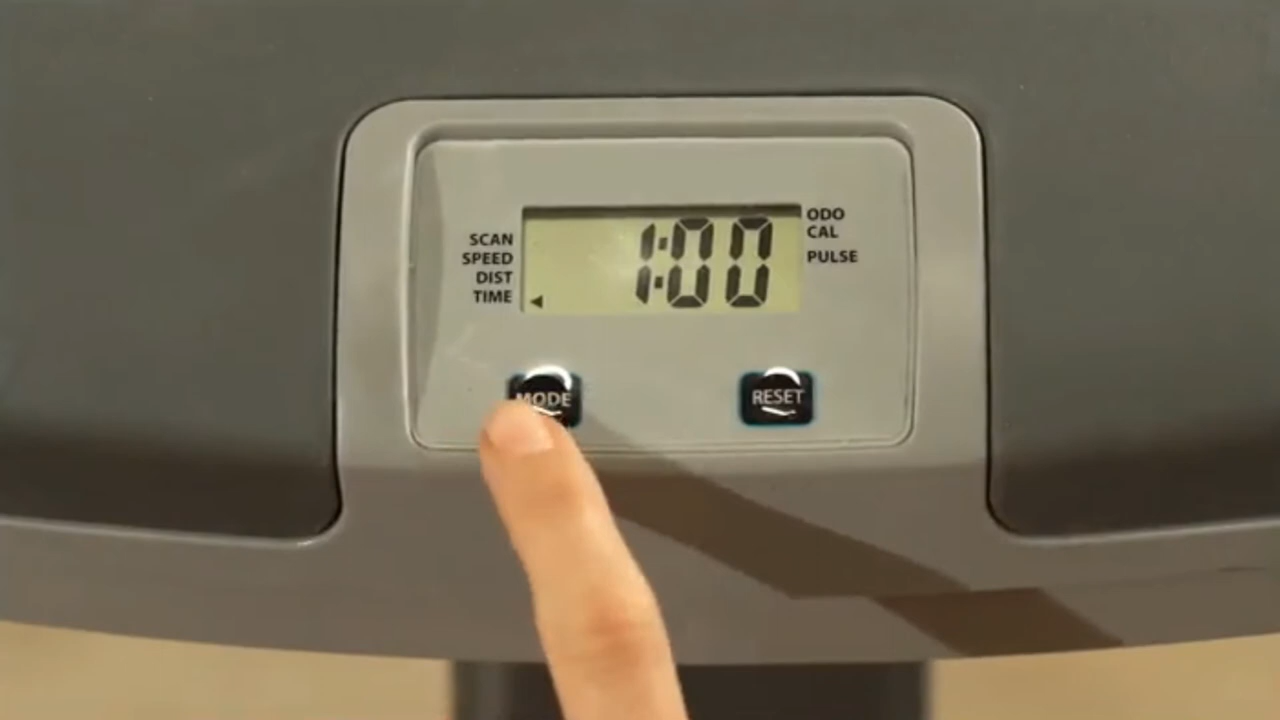 SCAN
SPEED
DIST
TIME
1:00
ODO
CAL
PULSE
MODE
RESET